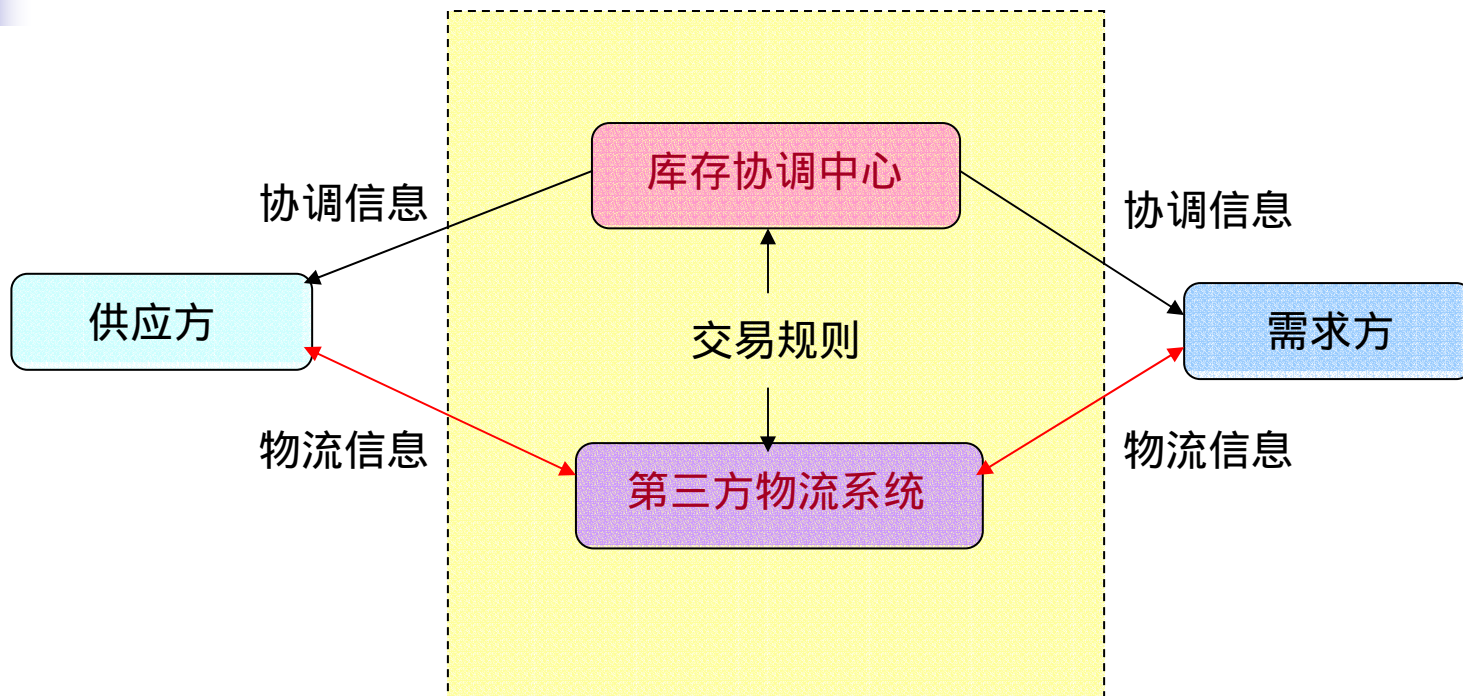 库存协调中心
协调信息
协调信息
供应方
需求方
交易规则
物流信息
物流信息
第三方物流系统